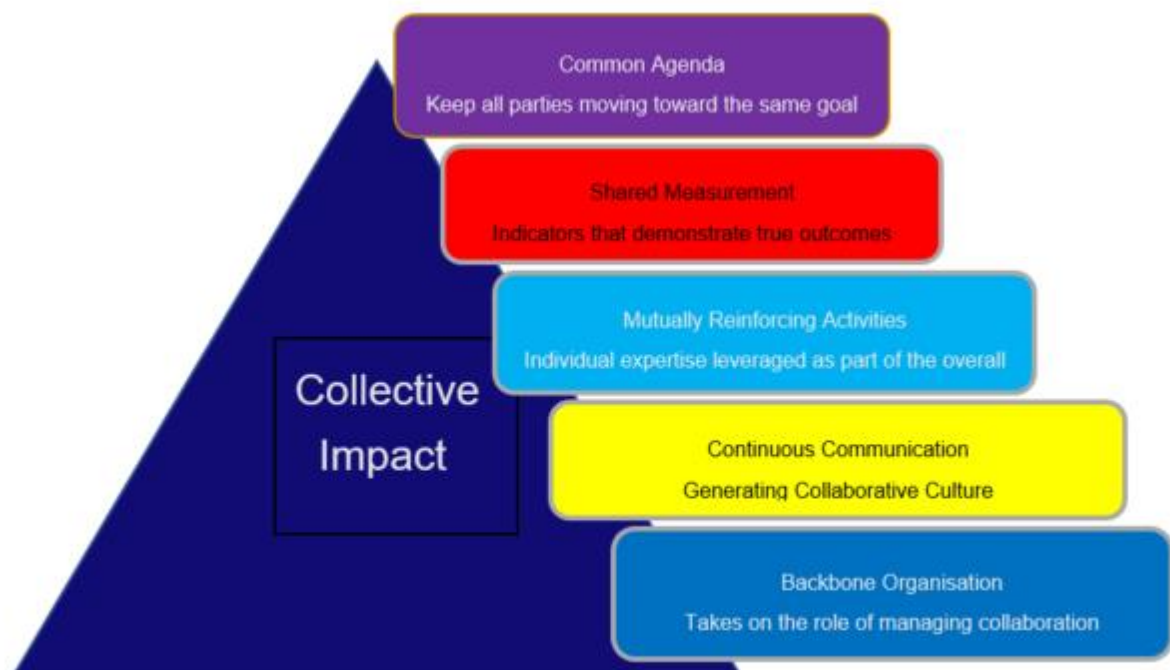 Common Agenda
Keep all parties moving toward the same goal
Shared Measurement
Indicators that demonstrate true outcomes
Mutually Reinforcing Activities
Individual expertise leveraged as part of the overall
Collective
Impact
Continuous Communication
Generating Collaborative Culture
Backbone Organisation
Takes on the role of managing collaboration